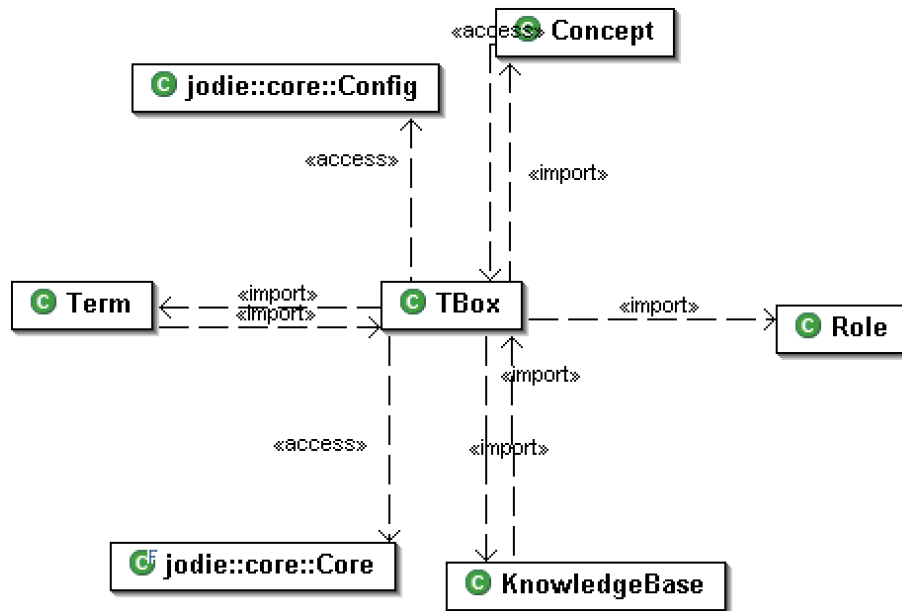 «access»
C Concept
C jodie::core::Config
«access»
«import»
C Term
«import»
«import»
C TBox
«import»
C Role
«import»
«access»
«import»
C F jodie::core::Core
C KnowledgeBase